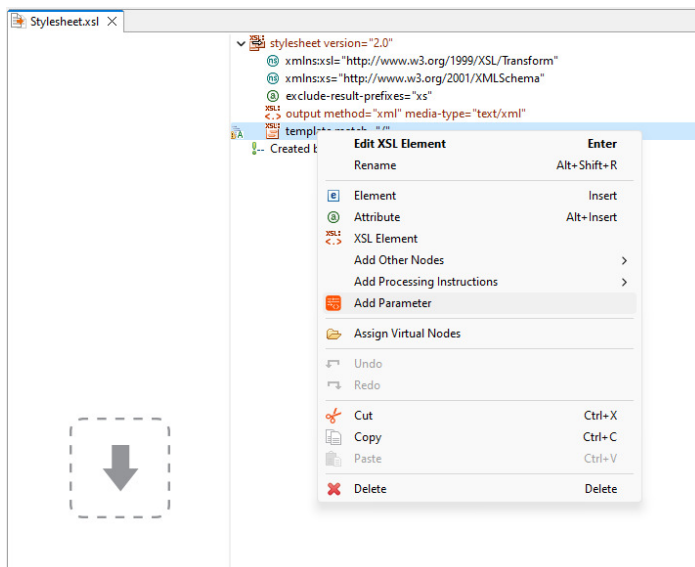 Stylesheet.xsl
stylesheet version="2.0"
xmlns:xsl="http://www.w3.org/1999/XSL/Transform"
xmlns:xs="http://www.w3.org/2001/XMLSchema"
exclude-result-prefixes="xs"
output method="xml" media-type="text/xml"
template match="/"
Created b
Edit XSL Element Enter
Rename Alt+Shift+R
Element Insert
Attribute Alt+Insert
XSL Element
Add Other Nodes
Add Processing Instructions
Add Parameter
Assign Virtual Nodes
Undo
Redo
Cut Ctrl+X
Copy Ctrl+C
Paste Ctrl+V
Delete Delete